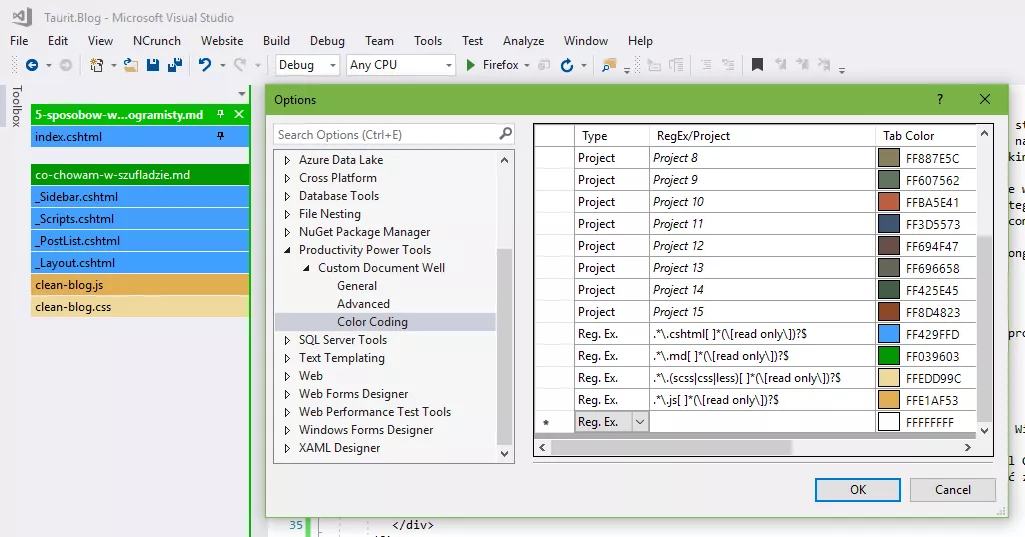 Taurit.Blog - Microsoft Visual Studio
File Edit View NCrunch Website Build Debug Team Tools Test Analyze Window Help
Debug Any CPU Firefox
Toolbox
5-sposobow-w...ogramisty.md
index.cshtml
co-chowam-w-szufladzie.md
_Sidebar.cshtml
_Scripts.cshtml
_PostList.cshtml
_Layout.cshtml
clean-blog.js
clean-blog.css
Options ?
Search Options (Ctrl+E)
Azure Data Lake
Cross Platform
Database Tools
File Nesting
NuGet Package Manager
Productivity Power Tools
Custom Document Well
General
Advanced
Color Coding
SQL Server Tools
Text Templating
Web
Web Forms Designer
Web Performance Test Tools
Windows Forms Designer
XAML Designer
Type RegEx/Project Tab Color
Project Project 8 FF887E5C
Project Project 9 FF607562
Project Project 10 FFBA5E41
Project Project 11 FF3D5573
Project Project 12 FF694F47
Project Project 13 FF696658
Project Project 14 FF425E45
Project Project 15 FF8D4823
Reg. Ex. .*\.cshtml[ ]*(\[read only\])?$ FF429FFD
Reg. Ex. .*\.md[ ]*(\[read only\])?$ FF039603
Reg. Ex. .*\.(scss|css|less)[ ]*(\[read only\])?$ FFEDD99C
Reg. Ex. .*\.js[ ]*(\[read only\])?$ FFE1AF53
* Reg. Ex. FFFFFFFF
OK Cancel
35 </div>